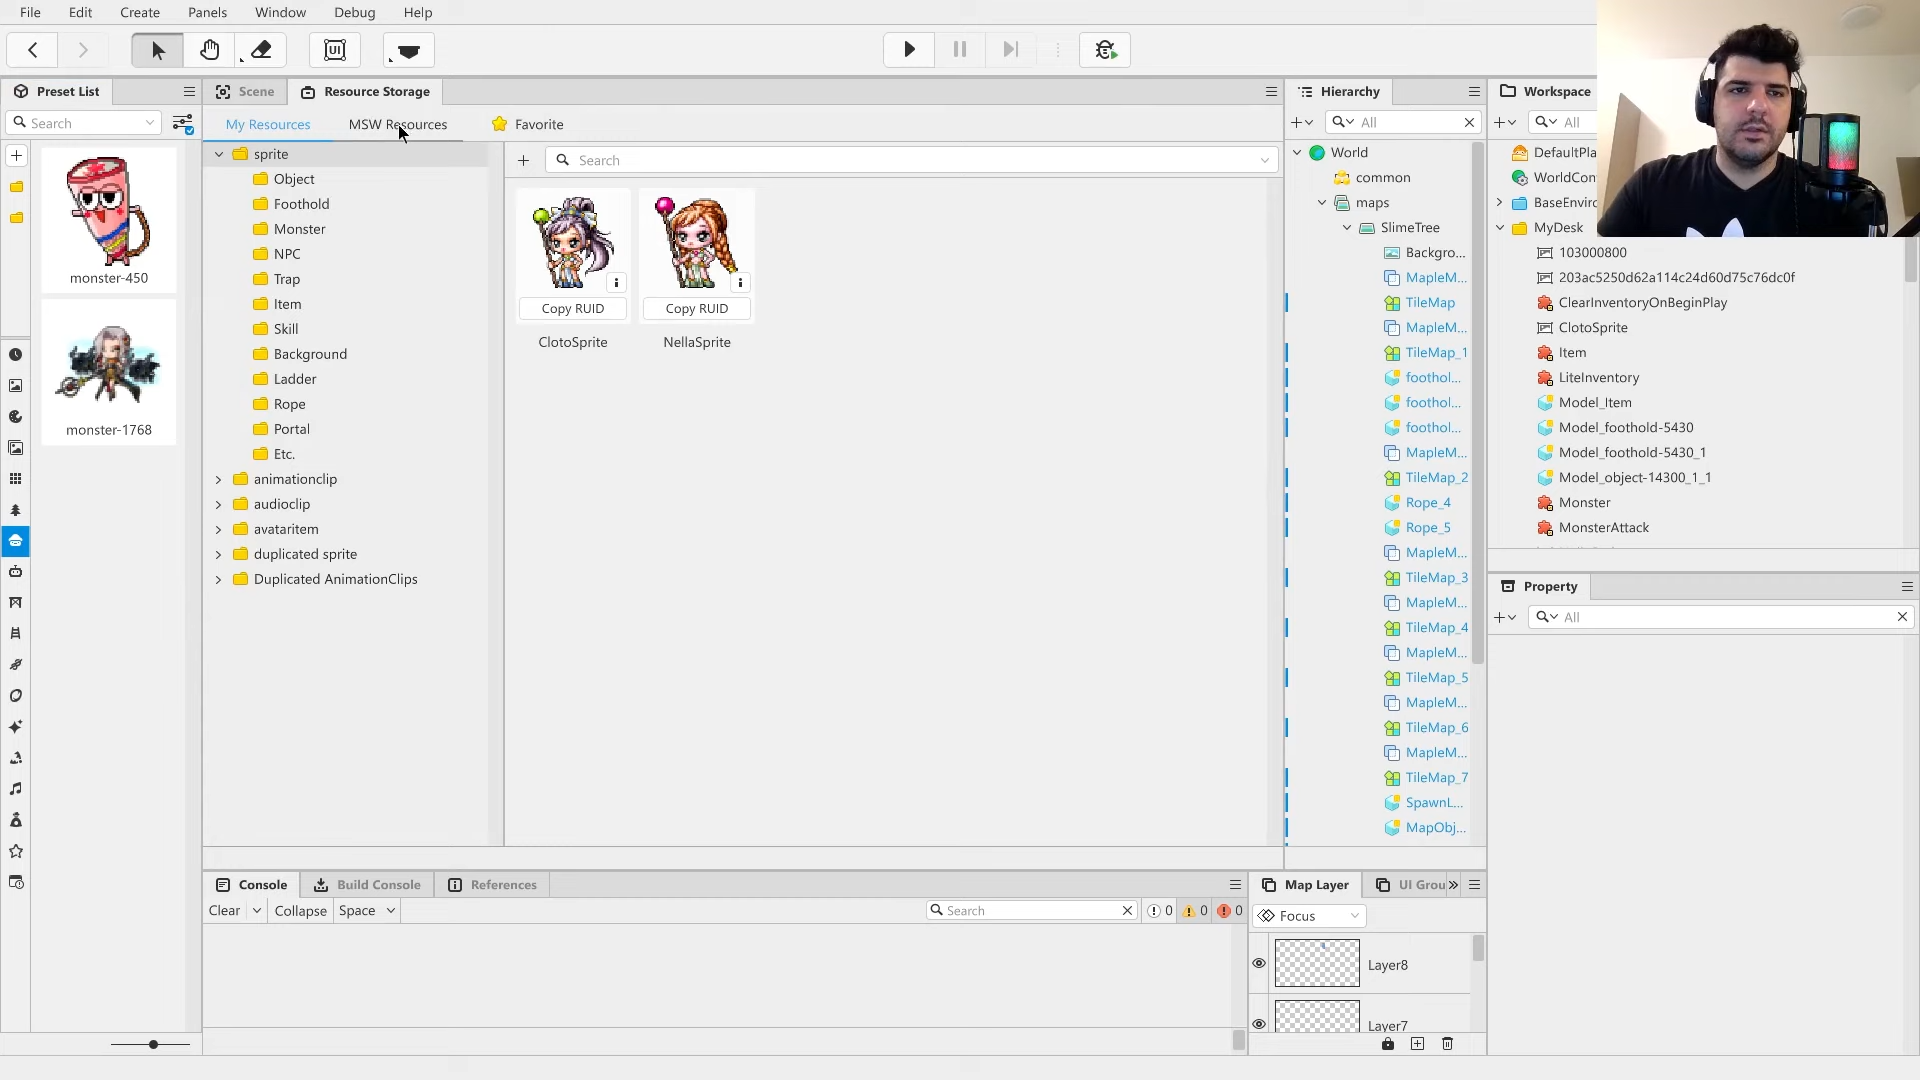 File Edit Create Panels Window Debug Help
UI
Preset List
Search
monster-450
monster-1768
Scene Resource Storage
My Resources MSW Resources Favorite
sprite
Object
Foothold
Monster
NPC
Trap
Item
Skill
Background
Ladder
Rope
Portal
Etc.
animationclip
audioclip
avataritem
duplicated sprite
Duplicated AnimationClips
Search
Copy RUID Copy RUID
ClotoSprite NellaSprite
Hierarchy
All
World
common
maps
SlimeTree
Backgro...
MapleM...
TileMap
MapleM...
TileMap_1
foothol...
foothol...
foothol...
MapleM...
TileMap_2
Rope_4
Rope_5
MapleM...
TileMap_3
MapleM...
TileMap_4
MapleM...
TileMap_5
MapleM...
TileMap_6
MapleM...
TileMap_7
SpawnL...
MapObj...
Workspace
All
DefaultPla
WorldCon
BaseEnviro
MyDesk
103000800
203ac5250d62a114c24d60d75c76dc0f
ClearInventoryOnBeginPlay
ClotoSprite
Item
LiteInventory
Model_Item
Model_foothold-5430
Model_foothold-5430_1
Model_object-14300_1_1
Monster
MonsterAttack
Property
All
Console Build Console References
Clear Collapse Space Search 0 0 0
Map Layer UI Grou
Focus
Layer8
Layer7